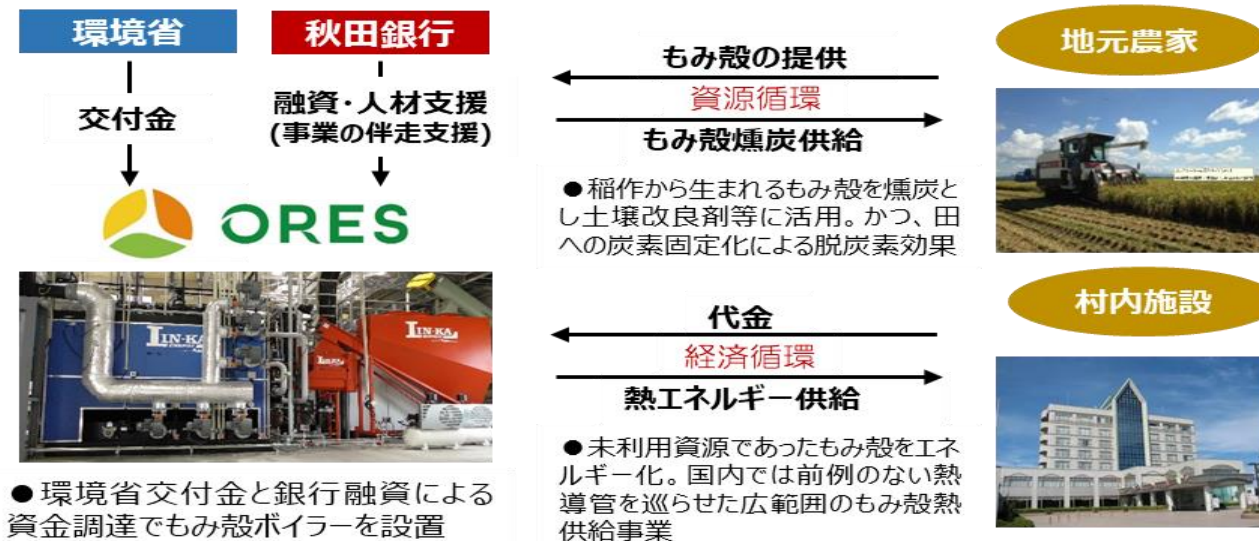 環境省
秋田銀行
交付金
融資・人材支援
(事業の伴走支援)
ORES
LIN-KA
LIN-KA
●環境省交付金と銀行融資による
資金調達でもみ殻ボイラーを設置
もみ殻の提供
資源循環
もみ殻燻炭供給
●稲作から生まれるもみ殻を燻炭と
し土壌改良剤等に活用。かつ、田
への炭素固定化による脱炭素効果
代金
経済循環
熱エネルギー供給
●未利用資源であったもみ殻をエネ
ルギー化。国内では前例のない熱
導管を巡らせた広範囲のもみ殻熱
供給事業
地元農家
村内施設